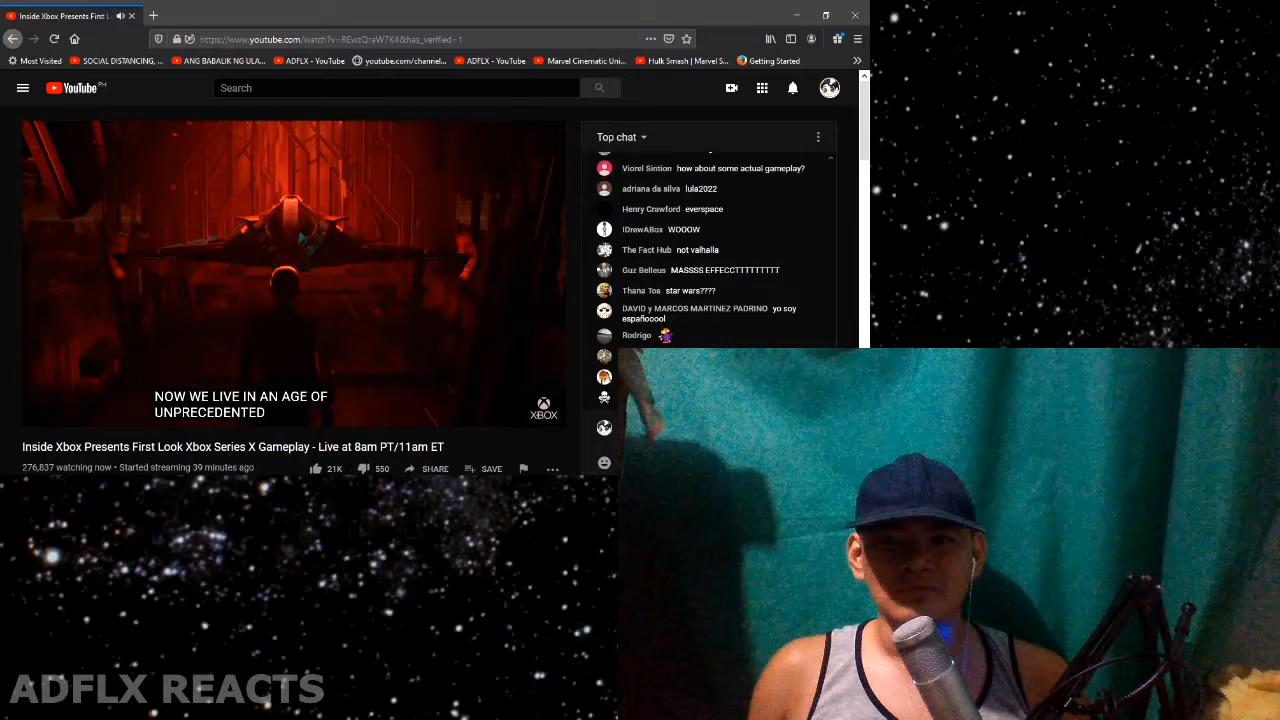 Inside Xbox Presents First L
https://www.youtube.com/watch?v=REwzQraW7K4&has_verified=1
Most Visited
SOCIAL DISTANCING, ...
ANG BABALIK NG ULA...
ADFLX - YouTube
youtube.com/channel...
ADFLX - YouTube
Marvel Cinematic Uni...
Hulk Smash | Marvel S...
Getting Started
YouTube PH
Search
Top chat
Viorel Sintion how about some actual gameplay?
adriana da silva lula2022
Henry Crawford everspace
IDrewABox WOOOW
The Fact Hub not valhalla
Guz Belleus MASSSS EFFECCTTTTTTTTT
Thana Tos star wars????
DAVID y MARCOS MARTINEZ PADRINO yo soy
españooool
Rodrigo
NOW WE LIVE IN AN AGE OF
UNPRECEDENTED
XBOX
Inside Xbox Presents First Look Xbox Series X Gameplay - Live at 8am PT/11am ET
276,837 watching now • Started streaming 39 minutes ago
21K
550
SHARE
SAVE
ADFLX REACTS